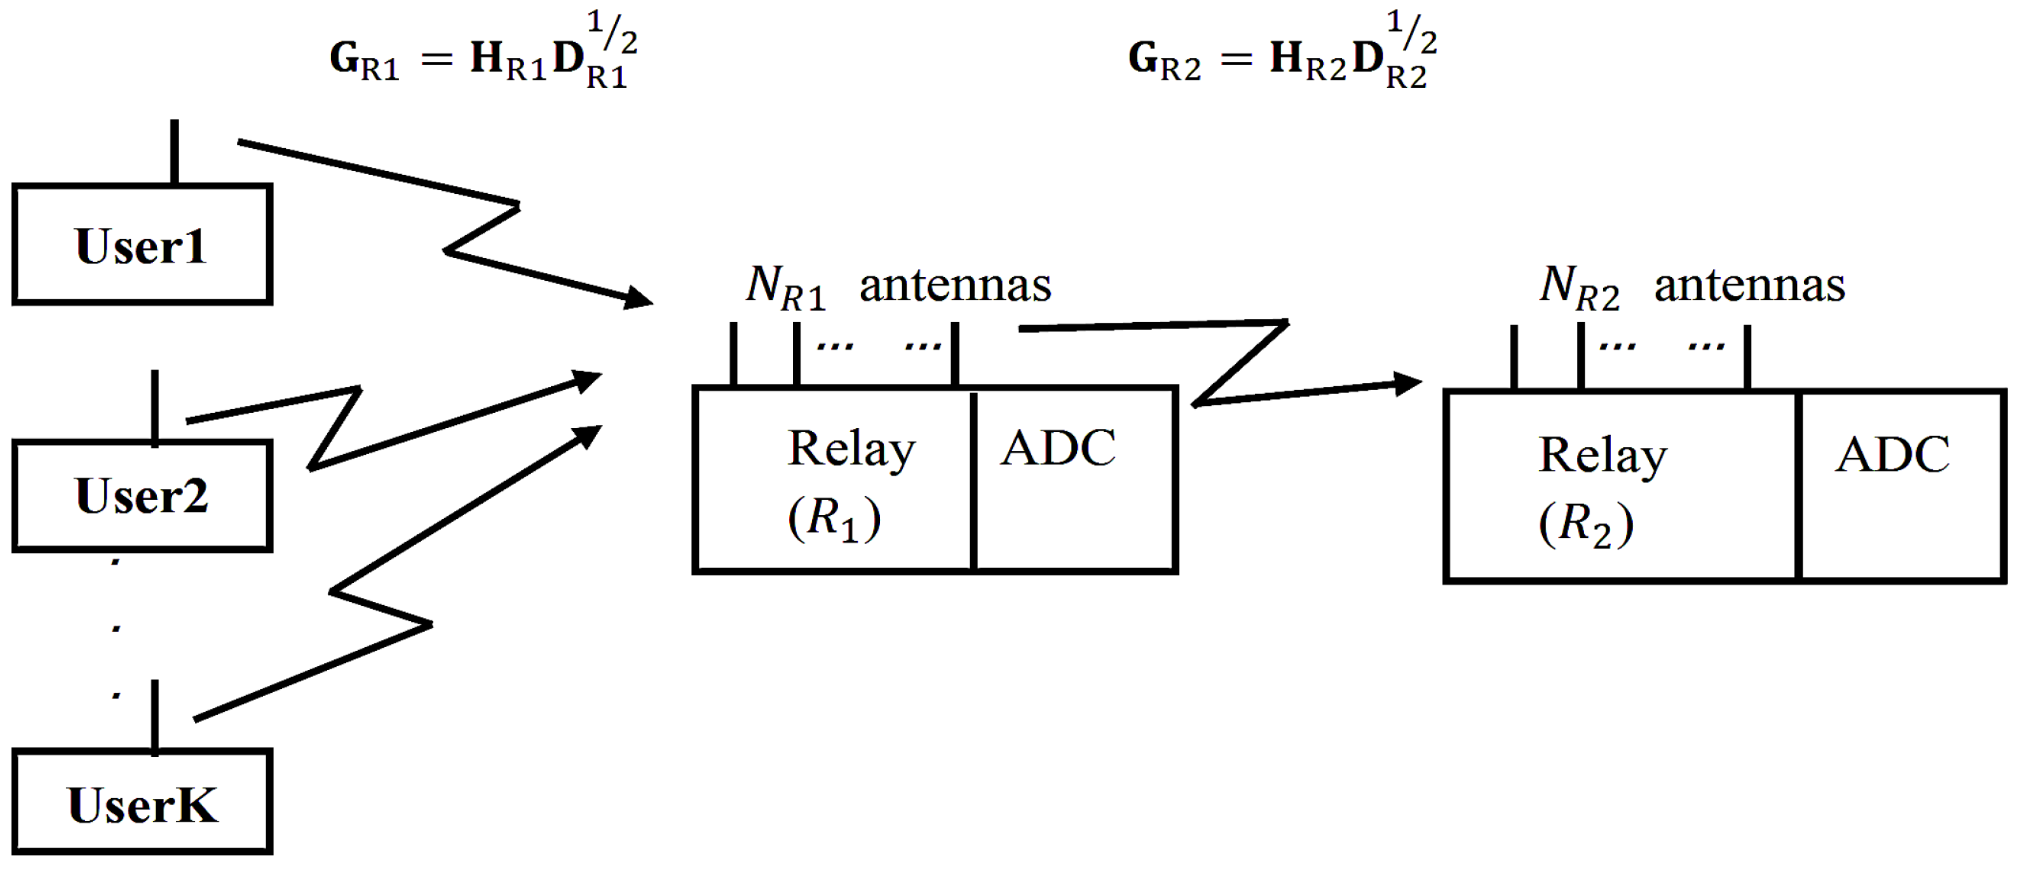 𝐆_R1 = 𝐇_R1 𝐃_R1^1/2
𝐆_R2 = 𝐇_R2 𝐃_R2^1/2
User1
User2
.
.
.
UserK
N_R1 antennas
... ...
Relay
(R_1)
ADC
N_R2 antennas
... ...
Relay
(R_2)
ADC